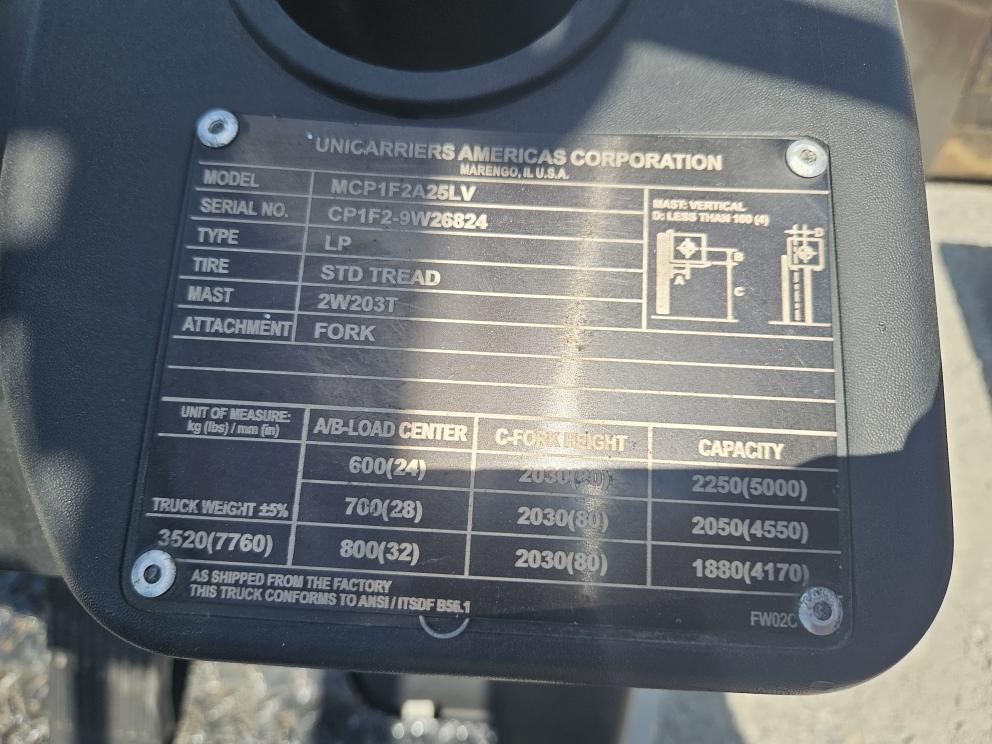 UNICARRIERS AMERICAS CORPORATION
MARENGO, IL U.S.A.
MODEL MCP1F2A25LV
SERIAL NO. CP1F2-9W26824
TYPE LP
TIRE STD TREAD
MAST 2W203T
ATTACHMENT FORK
MAST: VERTICAL
D: LESS THAN 100 (4)
D
B
A
C
UNIT OF MEASURE:
kg (lbs) / mm (in)
A/B-LOAD CENTER C-FORK HEIGHT CAPACITY
600(24) 2030(80) 2250(5000)
TRUCK WEIGHT ±5% 700(28) 2030(80) 2050(4550)
3520(7760) 800(32) 2030(80) 1880(4170)
AS SHIPPED FROM THE FACTORY
THIS TRUCK CONFORMS TO ANSI / ITSDF B56.1